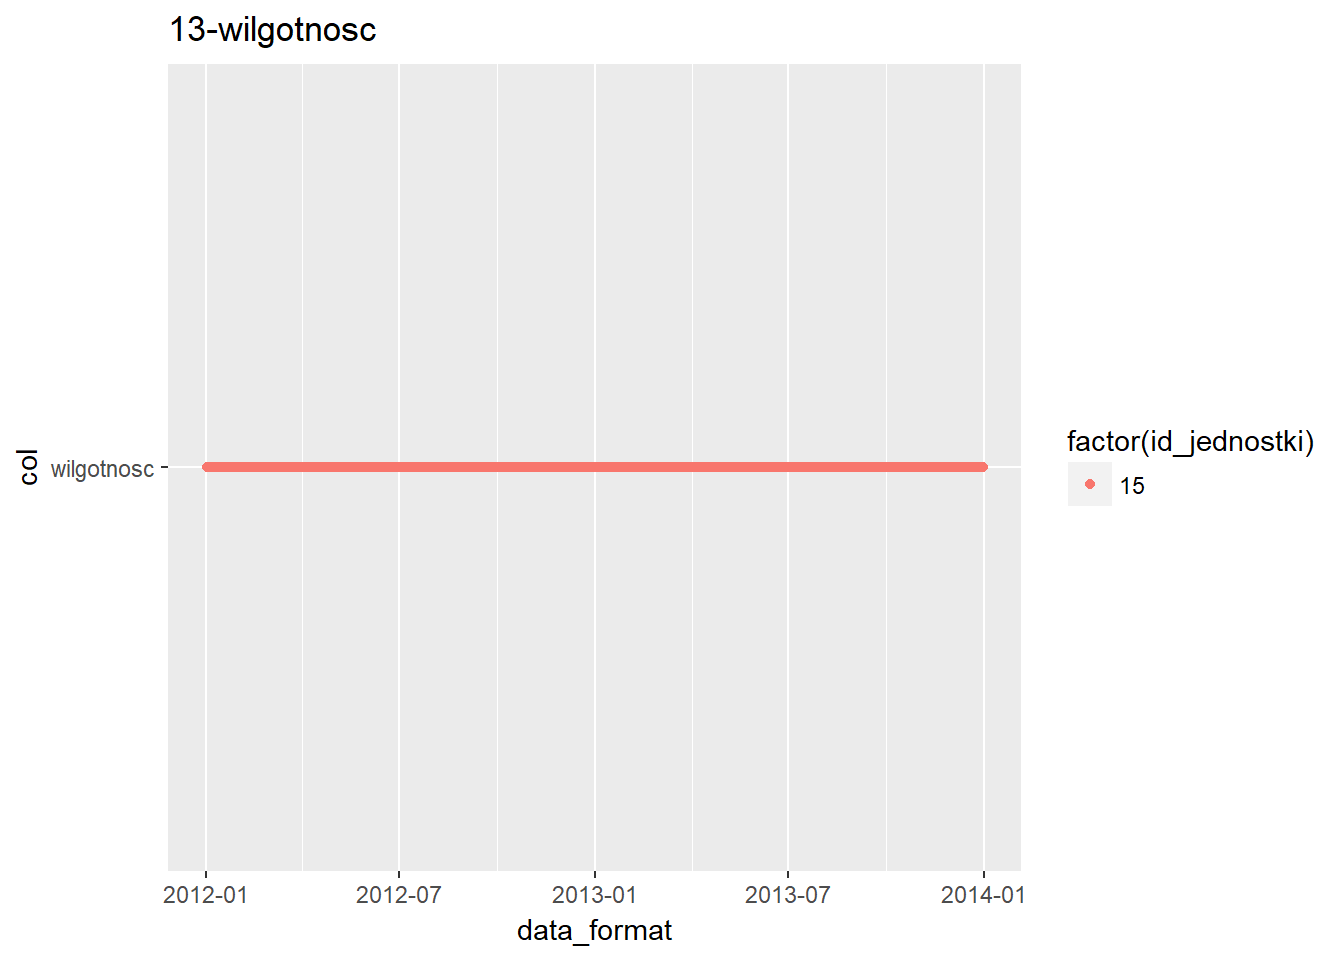 13-wilgotnosc
col
wilgotnosc
factor(id_jednostki)
15
2012-01
2012-07
2013-01
2013-07
2014-01
data_format